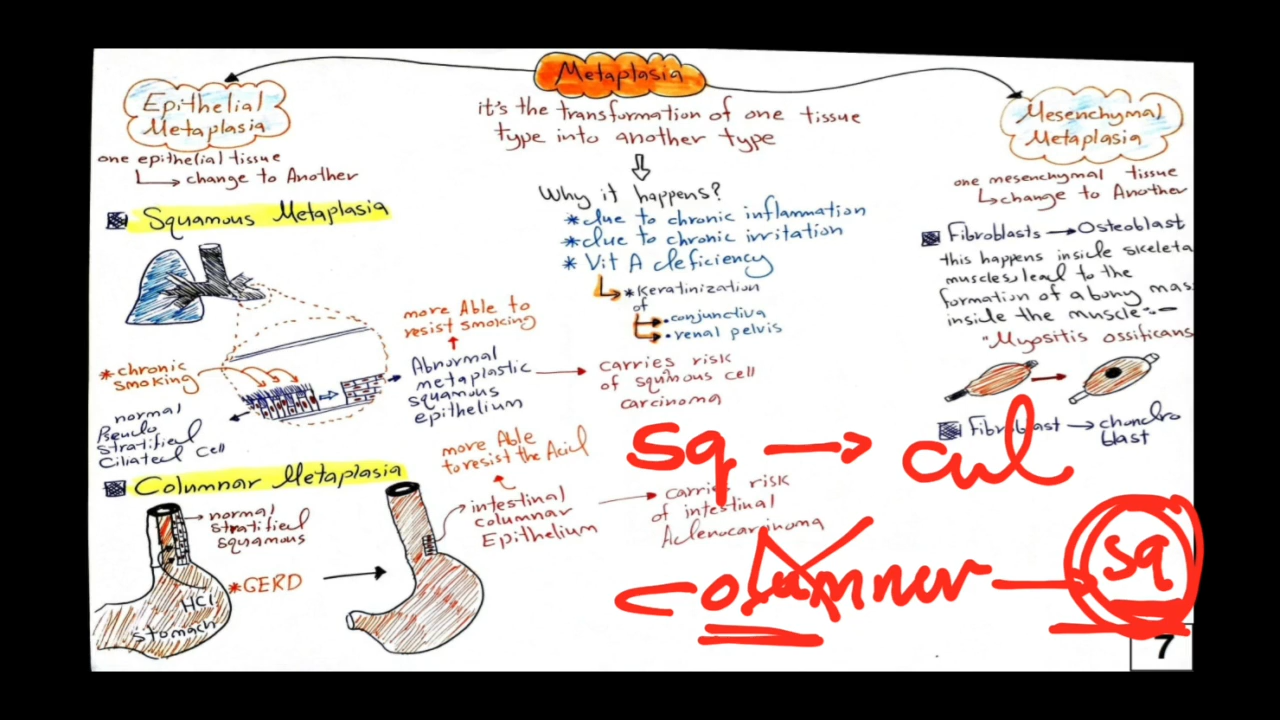 Metaplasia
it's the transformation of one tissue
type into another type
Why it happens?
* due to chronic inflammation
* due to chronic irritation
* Vit A deficiency
* Keratinization
of
• conjunctiva
• renal pelvis
Epithelial
Metaplasia
one epithelial tissue
change to Another
Squamous Metaplasia
* chronic
smoking
normal
Pseudo
stratified
Ciliated Cell
more Able to
resist smoking
Abnormal
metaplastic
squamous
epithelium
carries risk
of squmous cell
carcinoma
Columnar Metaplasia
normal
stratified
squamous
* GERD
HCl
stomach
more Able
to resist the Acid
intestinal
columnar
Epithelium
carries risk
of intestinal
Adenocarcinoma
Mesenchymal
Metaplasia
one mesenchymal tissue
change to Another
Fibroblasts → Osteoblast
this happens inside skeleta
muscles, lead to the
formation of a bony mas
inside the muscle
"Myositis ossificans
Fibroblast → chondro
blast
sq → cul
columnar — sq
7